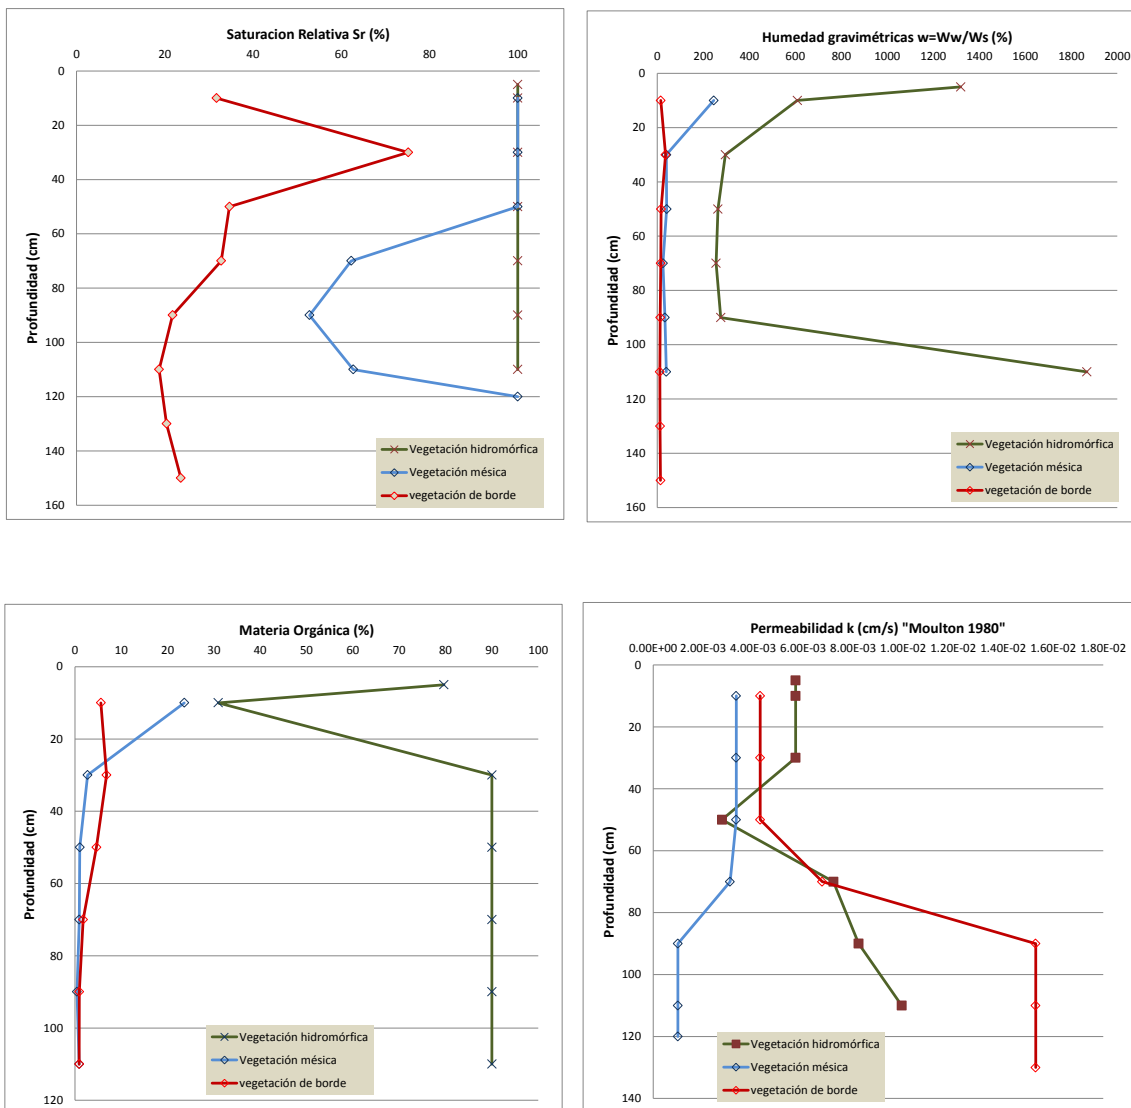 Saturacion Relativa Sr (%)
0 20 40 60 80 100
0
20
40
60
80
100
120
140
160
Profundidad (cm)
Vegetación hidromórfica
Vegetación mésica
vegetación de borde
Humedad gravimétricas w=Ww/Ws (%)
0 200 400 600 800 1000 1200 1400 1600 1800 2000
0
20
40
60
80
100
120
140
160
Profundidad (cm)
Vegetación hidromórfica
Vegetación mésica
vegetación de borde
Materia Orgánica (%)
0 10 20 30 40 50 60 70 80 90 100
0
20
40
60
80
100
120
Profundidad (cm)
Vegetación hidromórfica
Vegetación mésica
vegetación de borde
Permeabilidad k (cm/s) "Moulton 1980"
0.00E+00 2.00E-03 4.00E-03 6.00E-03 8.00E-03 1.00E-02 1.20E-02 1.40E-02 1.60E-02 1.80E-02
0
20
40
60
80
100
120
140
Profundidad (cm)
Vegetación hidromórfica
Vegetación mésica
vegetación de borde